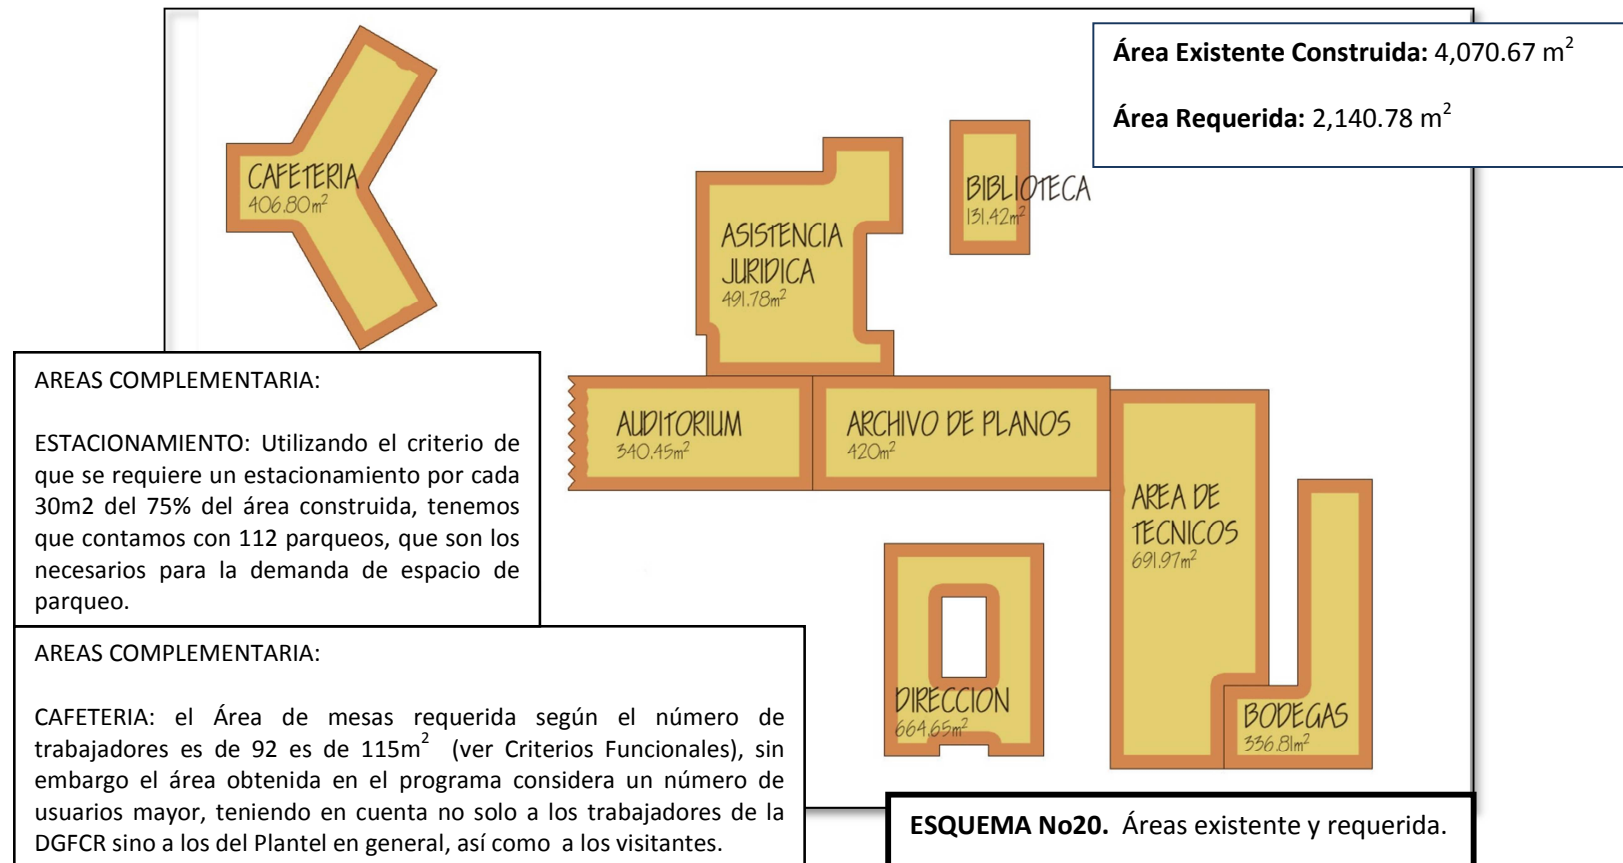 Área Existente Construida: 4,070.67 m²
Área Requerida: 2,140.78 m²
CAFETERIA
406.80m²
ASISTENCIA
JURIDICA
491.78m²
BIBLIOTECA
131.42m²
AUDITORIUM
340.45m²
ARCHIVO DE PLANOS
420m²
AREA DE
TECNICOS
691.97m²
DIRECCION
664.65m²
BODEGAS
336.81m²
AREAS COMPLEMENTARIA:
ESTACIONAMIENTO: Utilizando el criterio de
que se requiere un estacionamiento por cada
30m2 del 75% del área construida, tenemos
que contamos con 112 parqueos, que son los
necesarios para la demanda de espacio de
parqueo.
AREAS COMPLEMENTARIA:
CAFETERIA: el Área de mesas requerida según el número de
trabajadores es de 92 es de 115m² (ver Criterios Funcionales), sin
embargo el área obtenida en el programa considera un número de
usuarios mayor, teniendo en cuenta no solo a los trabajadores de la
DGFCR sino a los del Plantel en general, así como a los visitantes.
ESQUEMA No20. Áreas existente y requerida.